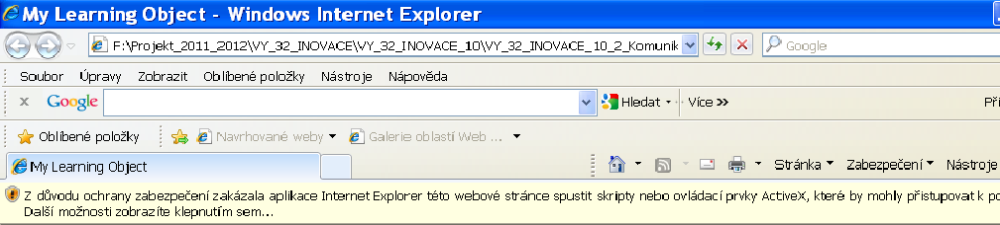 My Learning Object - Windows Internet Explorer
F:\Projekt_2011_2012\VY_32_INOVACE\VY_32_INOVACE_10\VY_32_INOVACE_10_2_Komunik
Google
Soubor Úpravy Zobrazit Oblíbené položky Nástroje Nápověda
x Google Hledat Více >> Při
Oblíbené položky Navrhované weby Galerie oblastí Web ...
My Learning Object Stránka Zabezpečení Nástroje
Z důvodu ochrany zabezpečení zakázala aplikace Internet Explorer této webové stránce spustit skripty nebo ovládací prvky ActiveX, které by mohly přistupovat k po
Další možnosti zobrazíte klepnutím sem...